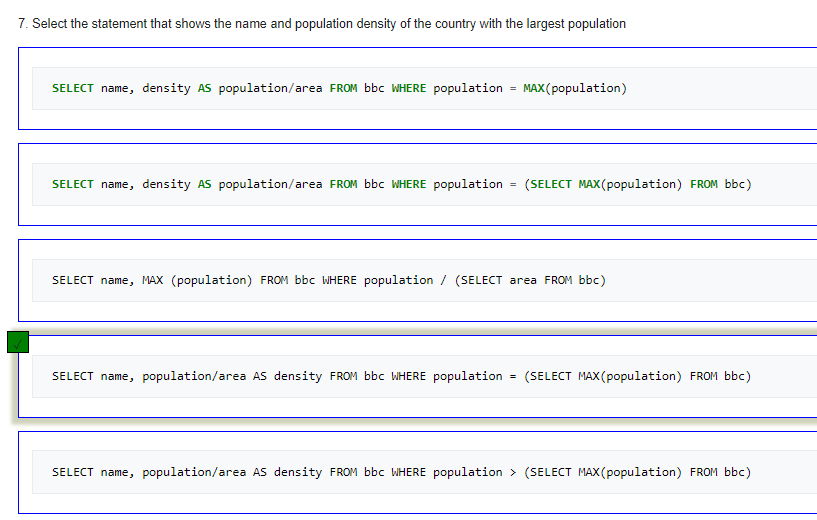 7. Select the statement that shows the name and population density of the country with the largest population
SELECT name, density AS population/area FROM bbc WHERE population = MAX(population)
SELECT name, density AS population/area FROM bbc WHERE population = (SELECT MAX(population) FROM bbc)
SELECT name, MAX (population) FROM bbc WHERE population / (SELECT area FROM bbc)
SELECT name, population/area AS density FROM bbc WHERE population = (SELECT MAX(population) FROM bbc)
SELECT name, population/area AS density FROM bbc WHERE population > (SELECT MAX(population) FROM bbc)